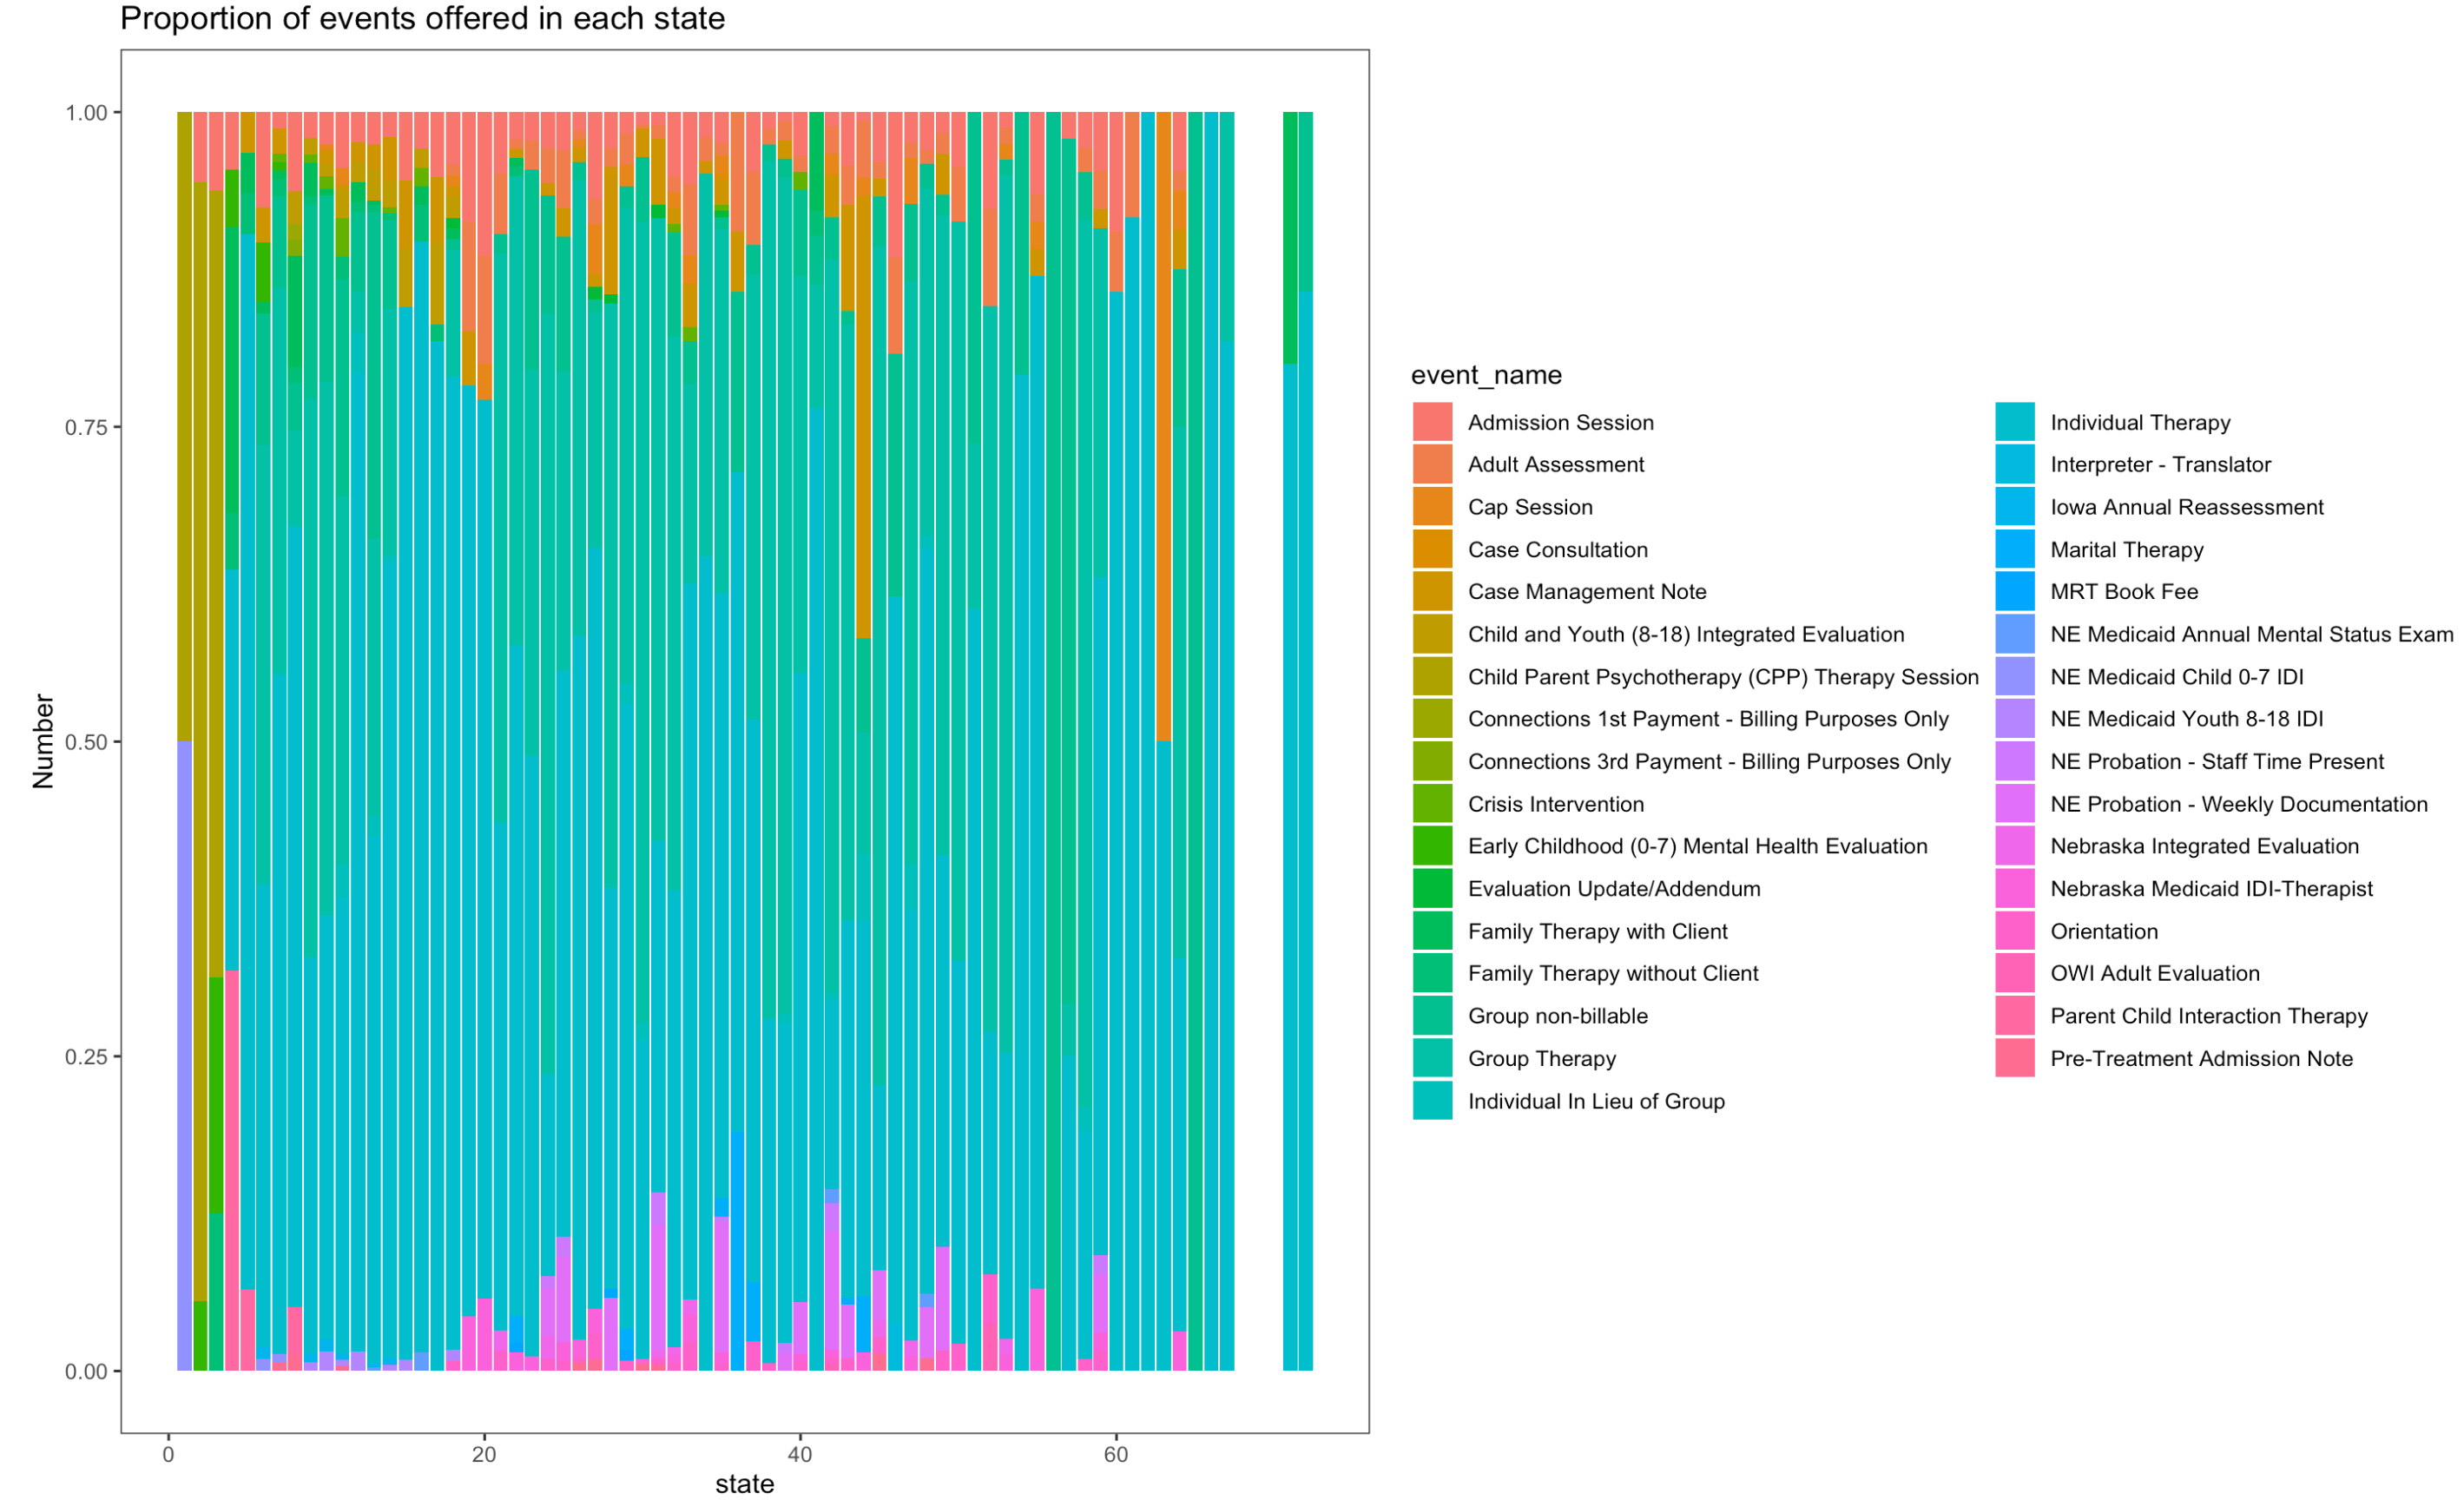 Proportion of events offered in each state
1.00
0.75
0.50
0.25
0.00
Number
0
20
40
60
state
event_name
Admission Session
Adult Assessment
Cap Session
Case Consultation
Case Management Note
Child and Youth (8-18) Integrated Evaluation
Child Parent Psychotherapy (CPP) Therapy Session
Connections 1st Payment - Billing Purposes Only
Connections 3rd Payment - Billing Purposes Only
Crisis Intervention
Early Childhood (0-7) Mental Health Evaluation
Evaluation Update/Addendum
Family Therapy with Client
Family Therapy without Client
Group non-billable
Group Therapy
Individual In Lieu of Group
Individual Therapy
Interpreter - Translator
Iowa Annual Reassessment
Marital Therapy
MRT Book Fee
NE Medicaid Annual Mental Status Exam
NE Medicaid Child 0-7 IDI
NE Medicaid Youth 8-18 IDI
NE Probation - Staff Time Present
NE Probation - Weekly Documentation
Nebraska Integrated Evaluation
Nebraska Medicaid IDI-Therapist
Orientation
OWI Adult Evaluation
Parent Child Interaction Therapy
Pre-Treatment Admission Note